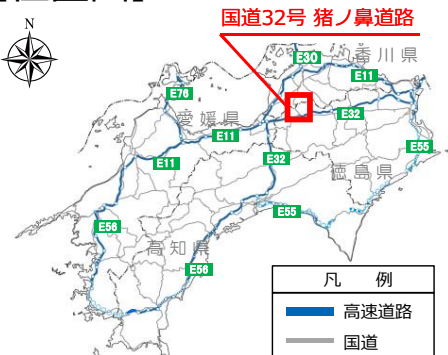 国道32号 猪ノ鼻道路
N
E30
香川県
E11
E76
愛媛県
E11
E32
E11
E32
徳島県
E55
E55
E56
高知県
E56
凡 例
高速道路
国道